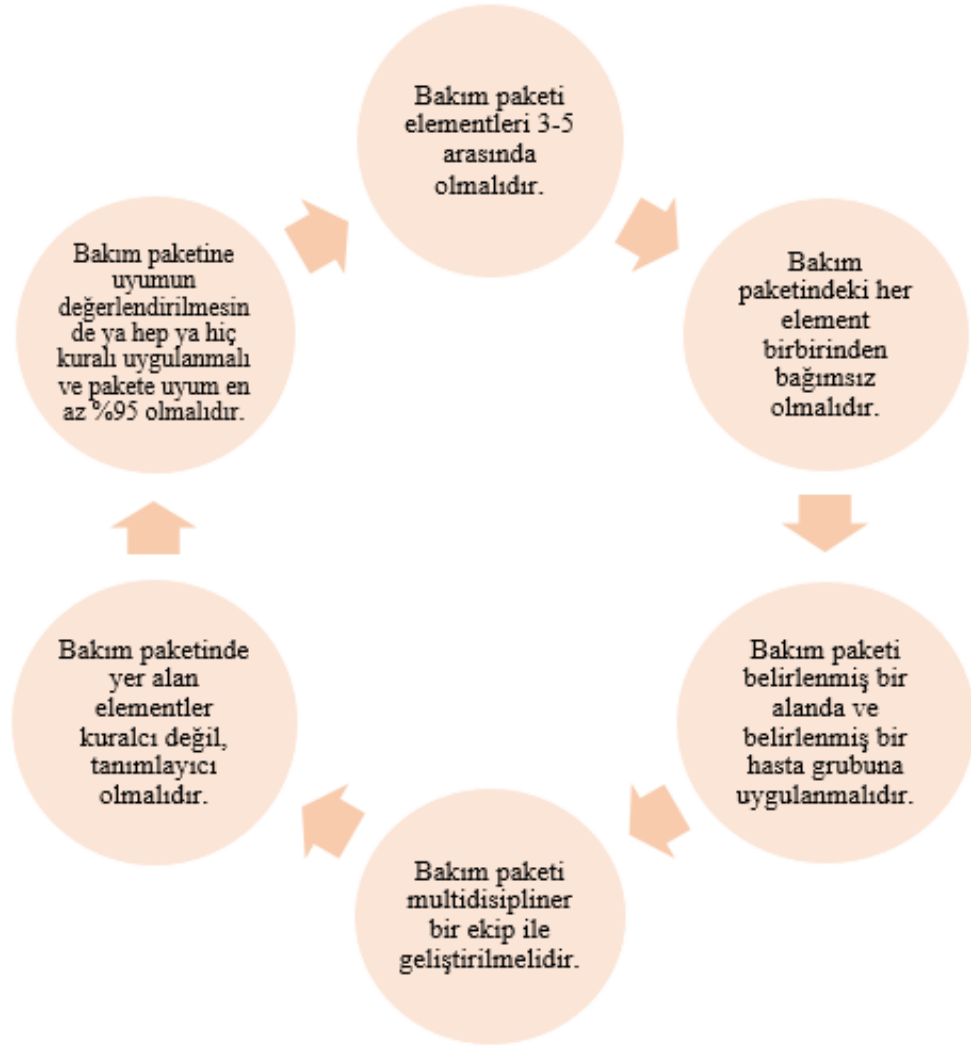 Bakım paketi
elementleri 3-5
arasında
olmalıdır.
Bakım
paketindeki her
element
birbirinden
bağımsız
olmalıdır.
Bakım paketi
belirlenmiş bir
alanda ve
belirlenmiş bir
hasta grubuna
uygulanmalıdır.
Bakım paketi
multidisipliner
bir ekip ile
geliştirilmelidir.
Bakım paketinde
yer alan
elementler
kuralcı değil,
tanımlayıcı
olmalıdır.
Bakım paketine
uyumun
değerlendirilmesin
de ya hep ya hiç
kuralı uygulanmalı
ve pakete uyum en
az %95 olmalıdır.